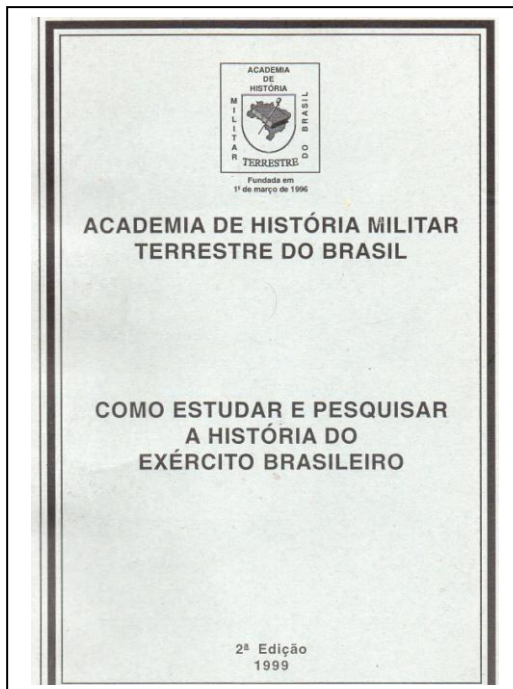 ACADEMIA
DE
HISTÓRIA
MILITAR
TERRESTRE
DO BRASIL
Fundada em
1º de março de 1996
ACADEMIA DE HISTÓRIA MILITAR
TERRESTRE DO BRASIL
COMO ESTUDAR E PESQUISAR
A HISTÓRIA DO
EXÉRCITO BRASILEIRO
2ª Edição
1999